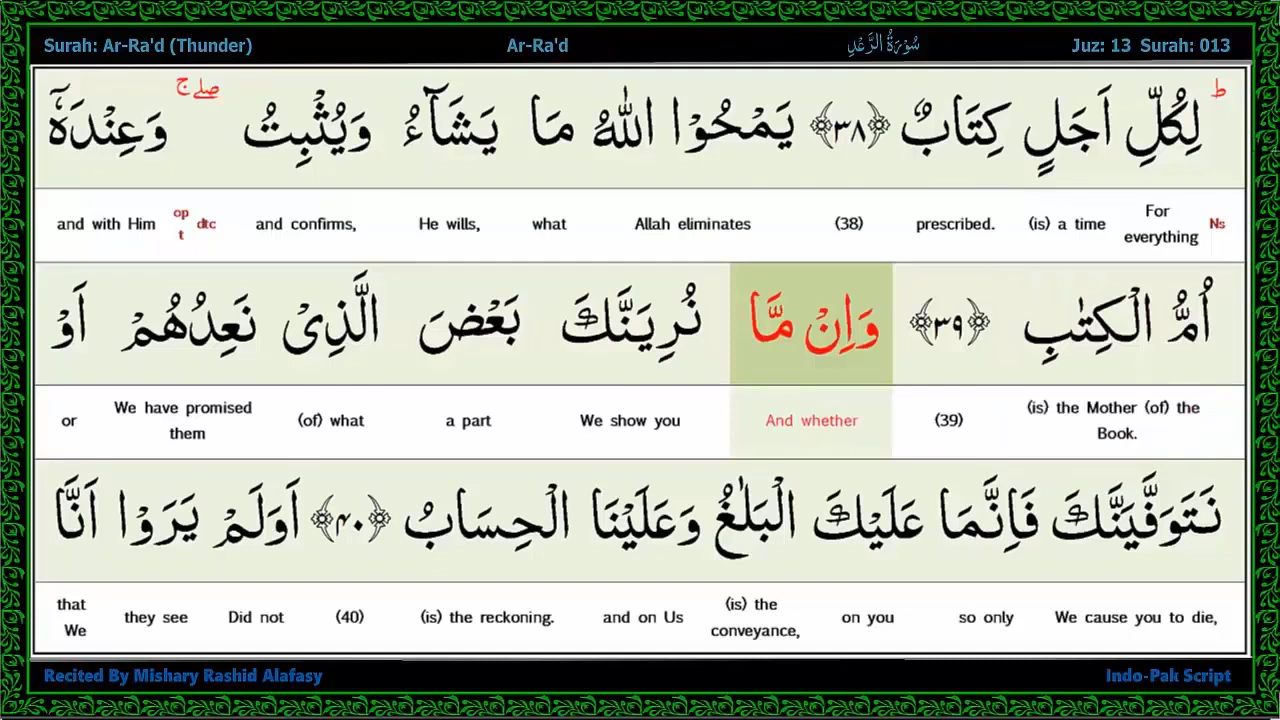 Surah: Ar-Ra'd (Thunder) Ar-Ra'd سُوْرَةُ الرَّعْدِ Juz: 13 Surah: 013
ط لِكُلِّ اَجَلٍ كِتَابٌ ﴿۳۸﴾ يَمْحُوْا اللّٰهُ مَا يَشَآءُ وَيُثْبِتُ صلے ج وَعِنْدَهٗۤ
and with Him op t dtc and confirms, He wills, what Allah eliminates (38) prescribed. (is) a time For everything Ns
اُمُّ الْكِتٰبِ ﴿۳۹﴾ وَاِنْ مَّا نُرِيَنَّكَ بَعْضَ الَّذِىْ نَعِدُهُمْ اَوْ
or We have promised them (of) what a part We show you And whether (39) (is) the Mother (of) the Book.
نَتَوَفَّيَنَّكَ فَاِنَّمَا عَلَيْكَ الْبَلٰغُ وَعَلَيْنَا الْحِسَابُ ﴿۴۰﴾ اَوَلَمْ يَرَوْا اَنَّا
that We they see Did not (40) (is) the reckoning. and on Us (is) the conveyance, on you so only We cause you to die,
Recited By Mishary Rashid Alafasy Indo-Pak Script